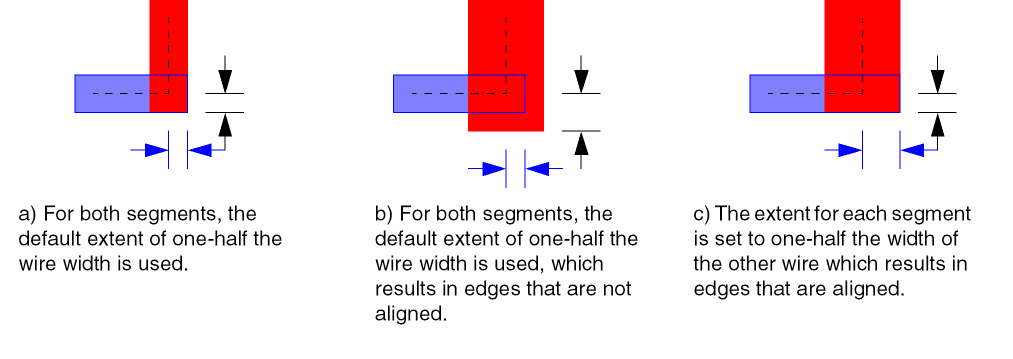 a) For both segments, the
default extent of one-half the
wire width is used.
b) For both segments, the
default extent of one-half the
wire width is used, which
results in edges that are not
aligned.
c) The extent for each segment
is set to one-half the width of
the other wire which results in
edges that are aligned.